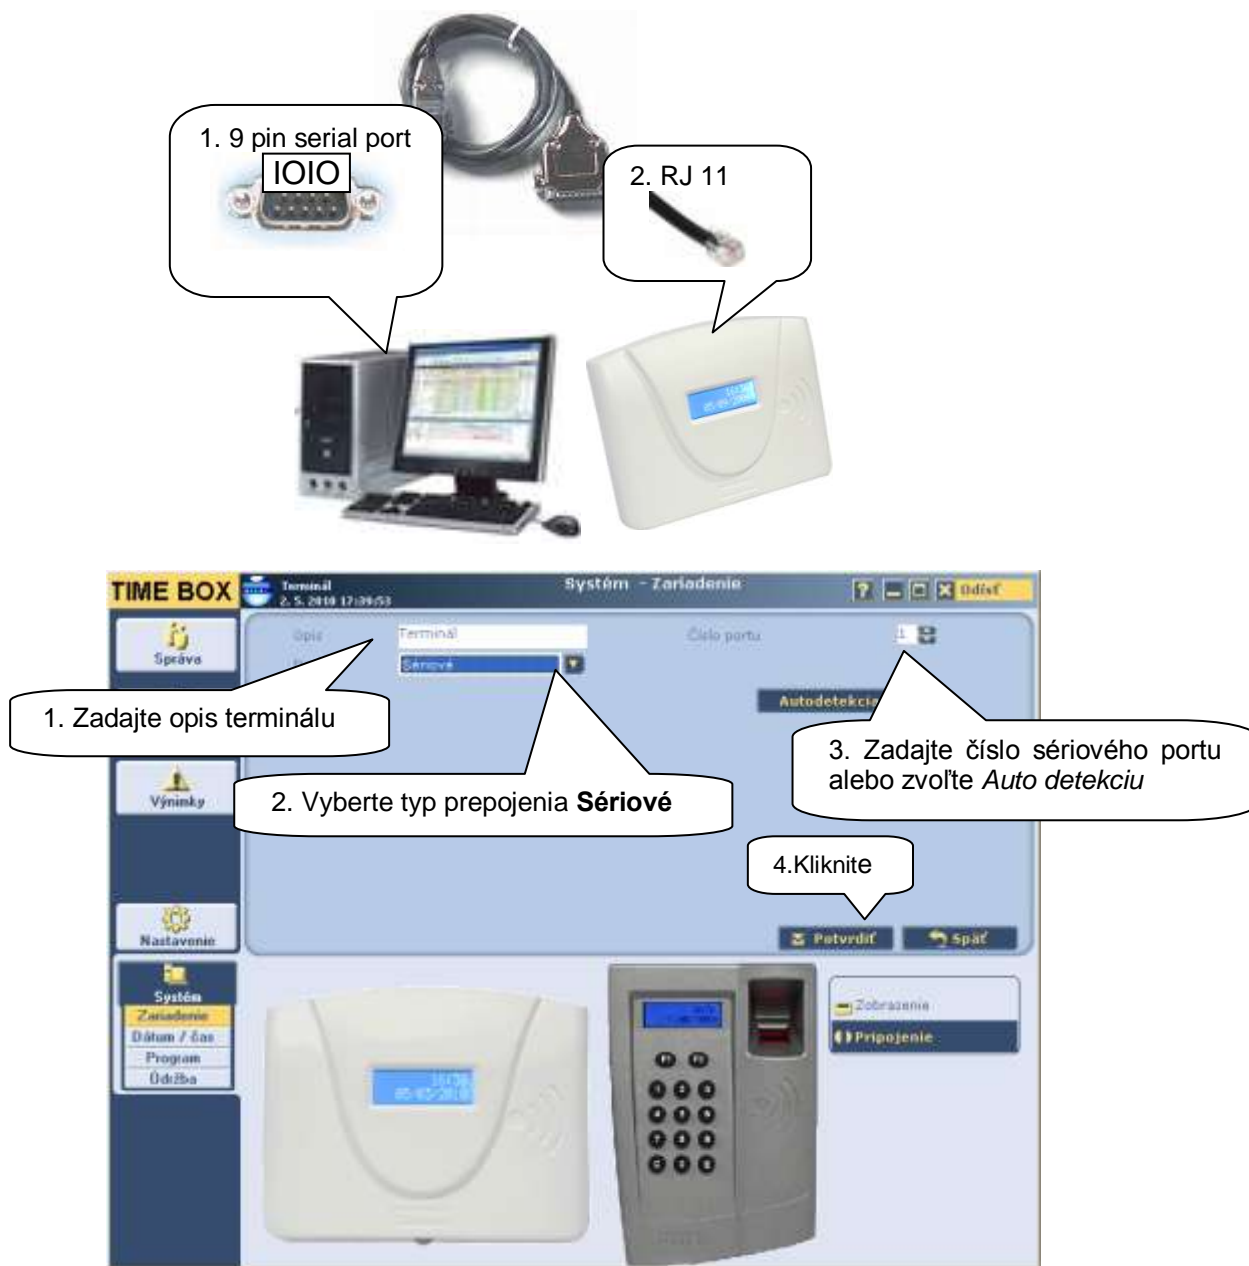 1. 9 pin serial port
IOIO
2. RJ 11
TIME BOX
Terminál
2. 5. 2010 17:39:53
Systém - Zariadenie
?
Odísť
Správa
Opis
Terminál
Číslo portu
1
Sériové
Autodetekcia
1. Zadajte opis terminálu
2. Vyberte typ prepojenia Sériové
3. Zadajte číslo sériového portu
alebo zvoľte Auto detekciu
Výnimky
4.Kliknite
Nastavenie
Potvrdiť
Späť
Systém
Zariadenie
Dátum / čas
Program
Údržba
Zobrazenie
Pripojenie